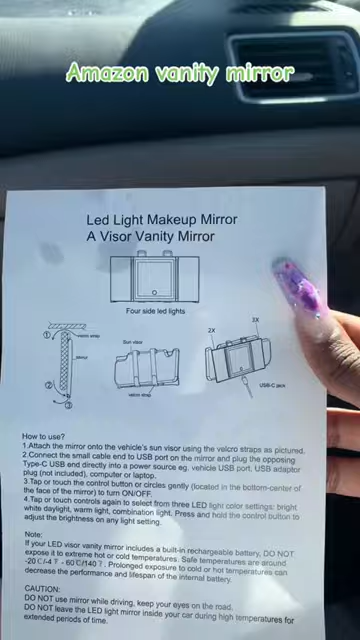 Amazon vanity mirror
Led Light Makeup Mirror
A Visor Vanity Mirror
Four side led lights
1
velcro strap
mirror
2
3
Sun visor
velcro strap
2X
3X
USB-C jack
How to use?
1.Attach the mirror onto the vehicle's sun visor using the velcro straps as pictured.
2.Connect the small cable end to USB port on the mirror and plug the opposing
Type-C USB end directly into a power source eg. vehicle USB port, USB adaptor
plug (not included), computer or laptop.
3.Tap or touch the control button or circles gently (located in the bottom-center of
the face of the mirror) to turn ON/OFF.
4.Tap or touch controls again to select from three LED light color settings: bright
white daylight, warm light, combination light. Press and hold the control button to
adjust the brightness on any light setting.
Note:
If your LED visor vanity mirror includes a built-in rechargeable battery, DO NOT
expose it to extreme hot or cold temperatures. Safe temperatures are around
-20℃/-4℉ - 60℃/140℉. Prolonged exposure to cold or hot temperatures can
decrease the performance and lifespan of the internal battery.
CAUTION:
DO NOT use mirror while driving, keep your eyes on the road.
DO NOT leave the LED light mirror inside your car during high temperatures for
extended periods of time.